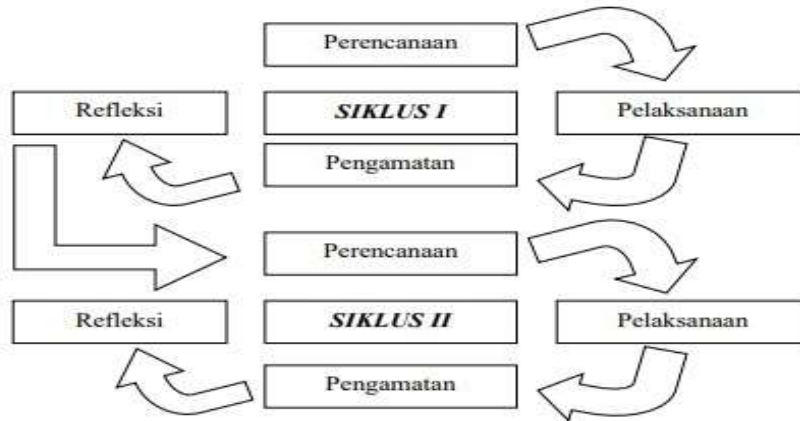 Perencanaan
Refleksi
SIKLUS I
Pelaksanaan
Pengamatan
Perencanaan
Refleksi
SIKLUS II
Pelaksanaan
Pengamatan